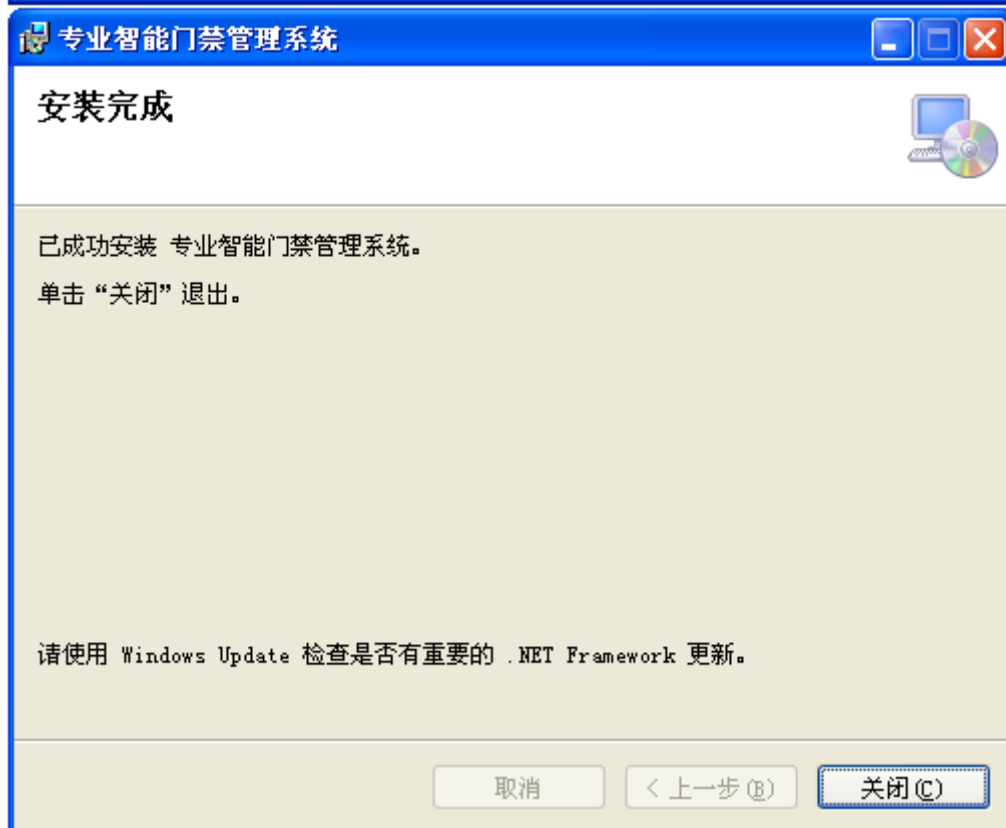 专业智能门禁管理系统
安装完成
已成功安装 专业智能门禁管理系统。
单击“关闭”退出。
请使用 Windows Update 检查是否有重要的 .NET Framework 更新。
取消 < 上一步(B) 关闭(C)